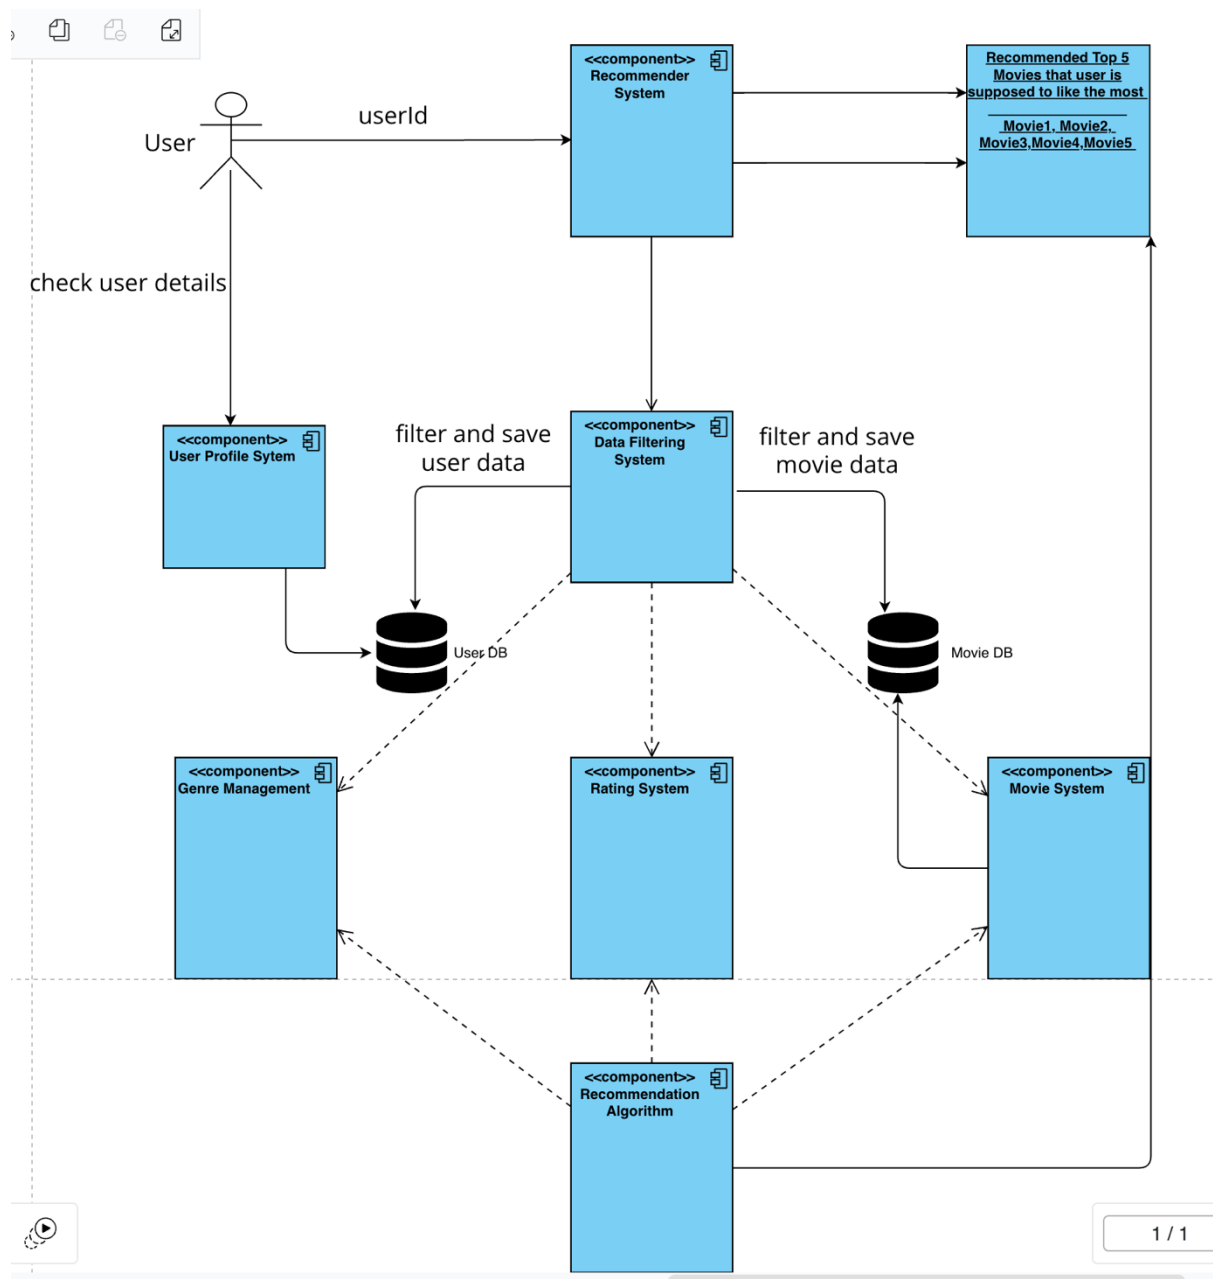 <<component>>
Recommender
System
Recommended Top 5
Movies that user is
supposed to like the most
Movie1, Movie2,
Movie3,Movie4,Movie5
userId
User
check user details
<<component>>
User Profile Sytem
filter and save
user data
<<component>>
Data Filtering
System
filter and save
movie data
User DB
Movie DB
<<component>>
Genre Management
<<component>>
Rating System
<<component>>
Movie System
<<component>>
Recommendation
Algorithm
1 / 1